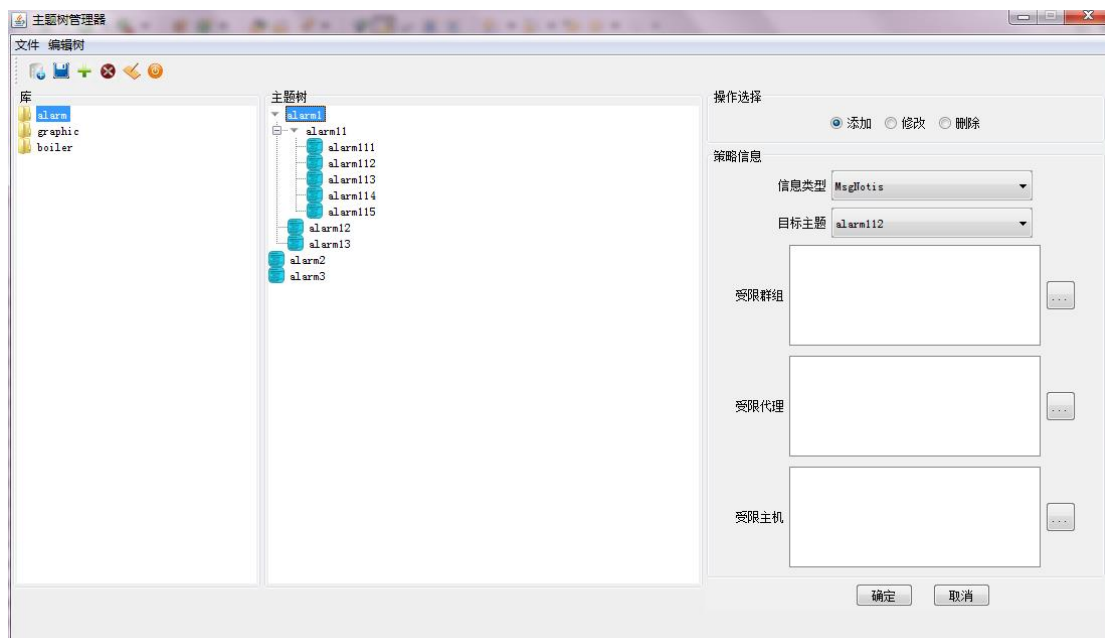 主题树管理器
文件 编辑树
库
alarm
graphic
boiler
主题树
alarm1
alarm11
alarm111
alarm112
alarm113
alarm114
alarm115
alarm12
alarm13
alarm2
alarm3
操作选择
添加 修改 删除
策略信息
信息类型 MsgNotis
目标主题 alarm112
受限群组 ...
受限代理 ...
受限主机 ...
确定 取消